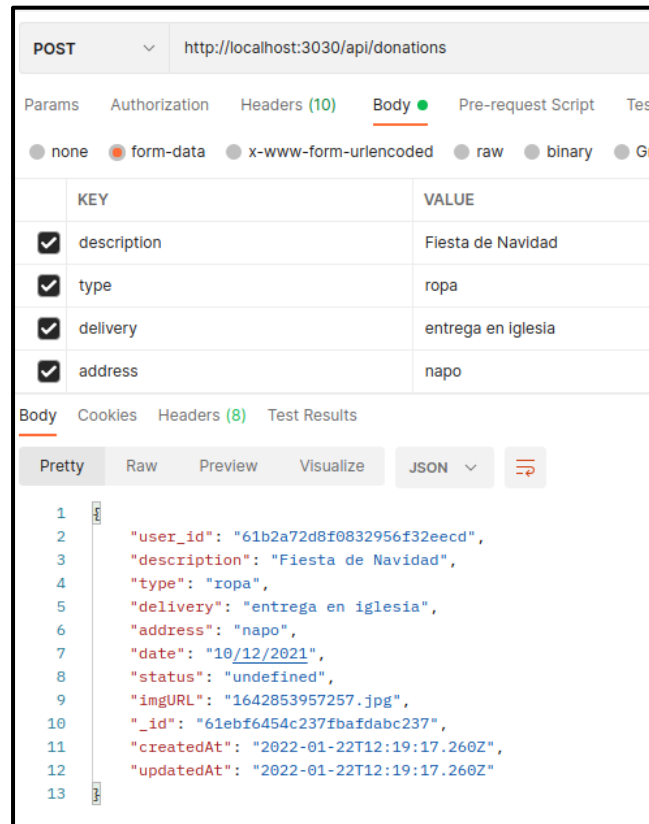 POST http://localhost:3030/api/donations
Params Authorization Headers (10) Body Pre-request Script
none form-data x-www-form-urlencoded raw binary
KEY VALUE
description Fiesta de Navidad
type ropa
delivery entrega en iglesia
address napo
Body Cookies Headers (8) Test Results
Pretty Raw Preview Visualize JSON
1 {
2 "user_id": "61b2a72d8f0832956f32eecd",
3 "description": "Fiesta de Navidad",
4 "type": "ropa",
5 "delivery": "entrega en iglesia",
6 "address": "napo",
7 "date": "10/12/2021",
8 "status": "undefined",
9 "imgURL": "1642853957257.jpg",
10 "_id": "61ebf6454c237fbafdabc237",
11 "createdAt": "2022-01-22T12:19:17.260Z",
12 "updatedAt": "2022-01-22T12:19:17.260Z"
13 }